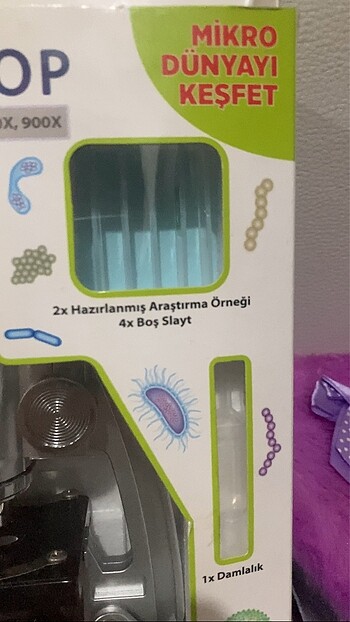 MİKRO
DÜNYAYI
KEŞFET
OP
X, 900X
2x Hazırlanmış Araştırma Örneği
4x Boş Slayt
1x Damlalık